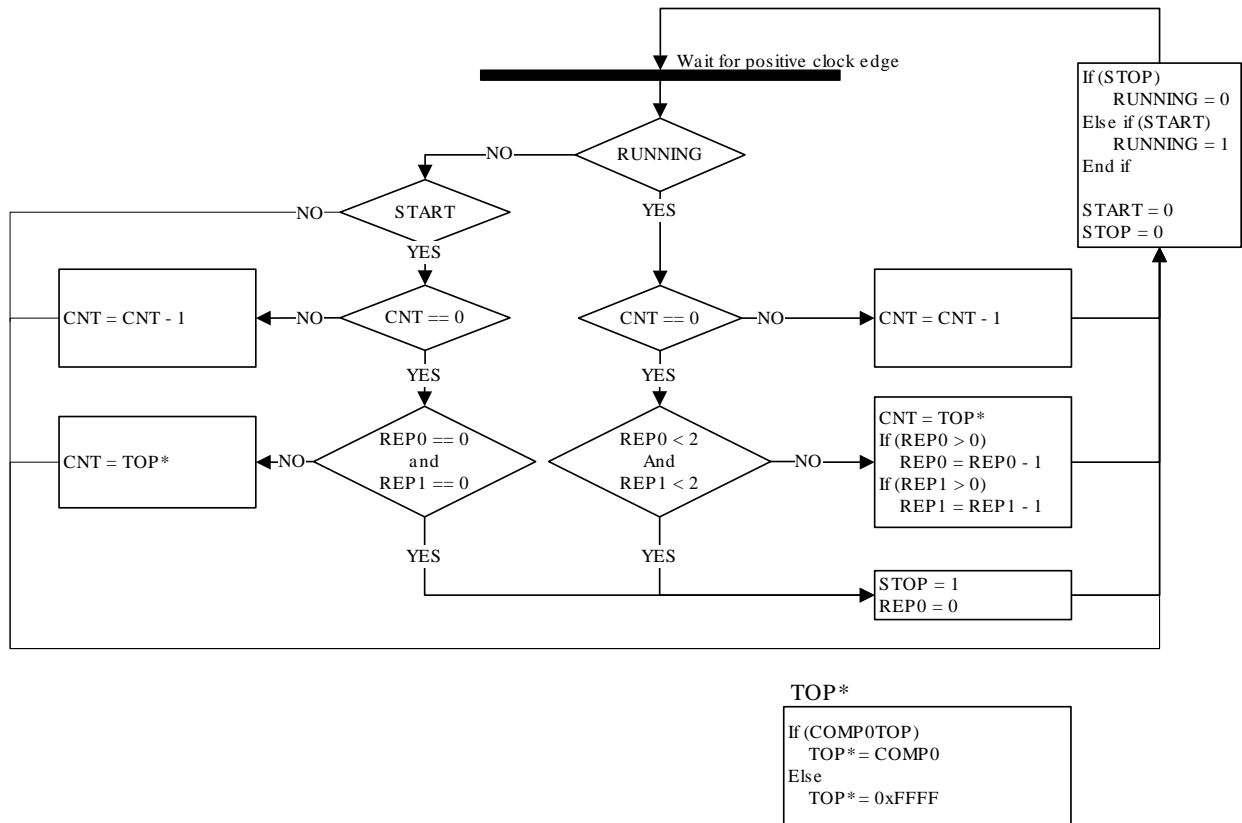 Wait for positive clock edge
If (STOP)
RUNNING = 0
Else if (START)
RUNNING = 1
End if
START = 0
STOP = 0
RUNNING
NO
YES
START
NO
YES
CNT = CNT - 1
NO
CNT == 0
YES
CNT == 0
NO
YES
CNT = CNT - 1
CNT = TOP*
NO
REP0 == 0
and
REP1 == 0
YES
REP0 < 2
And
REP1 < 2
NO
YES
CNT = TOP*
If (REP0 > 0)
REP0 = REP0 - 1
If (REP1 > 0)
REP1 = REP1 - 1
STOP = 1
REP0 = 0
TOP*
If (COMP0TOP)
TOP* = COMP0
Else
TOP* = 0xFFFF